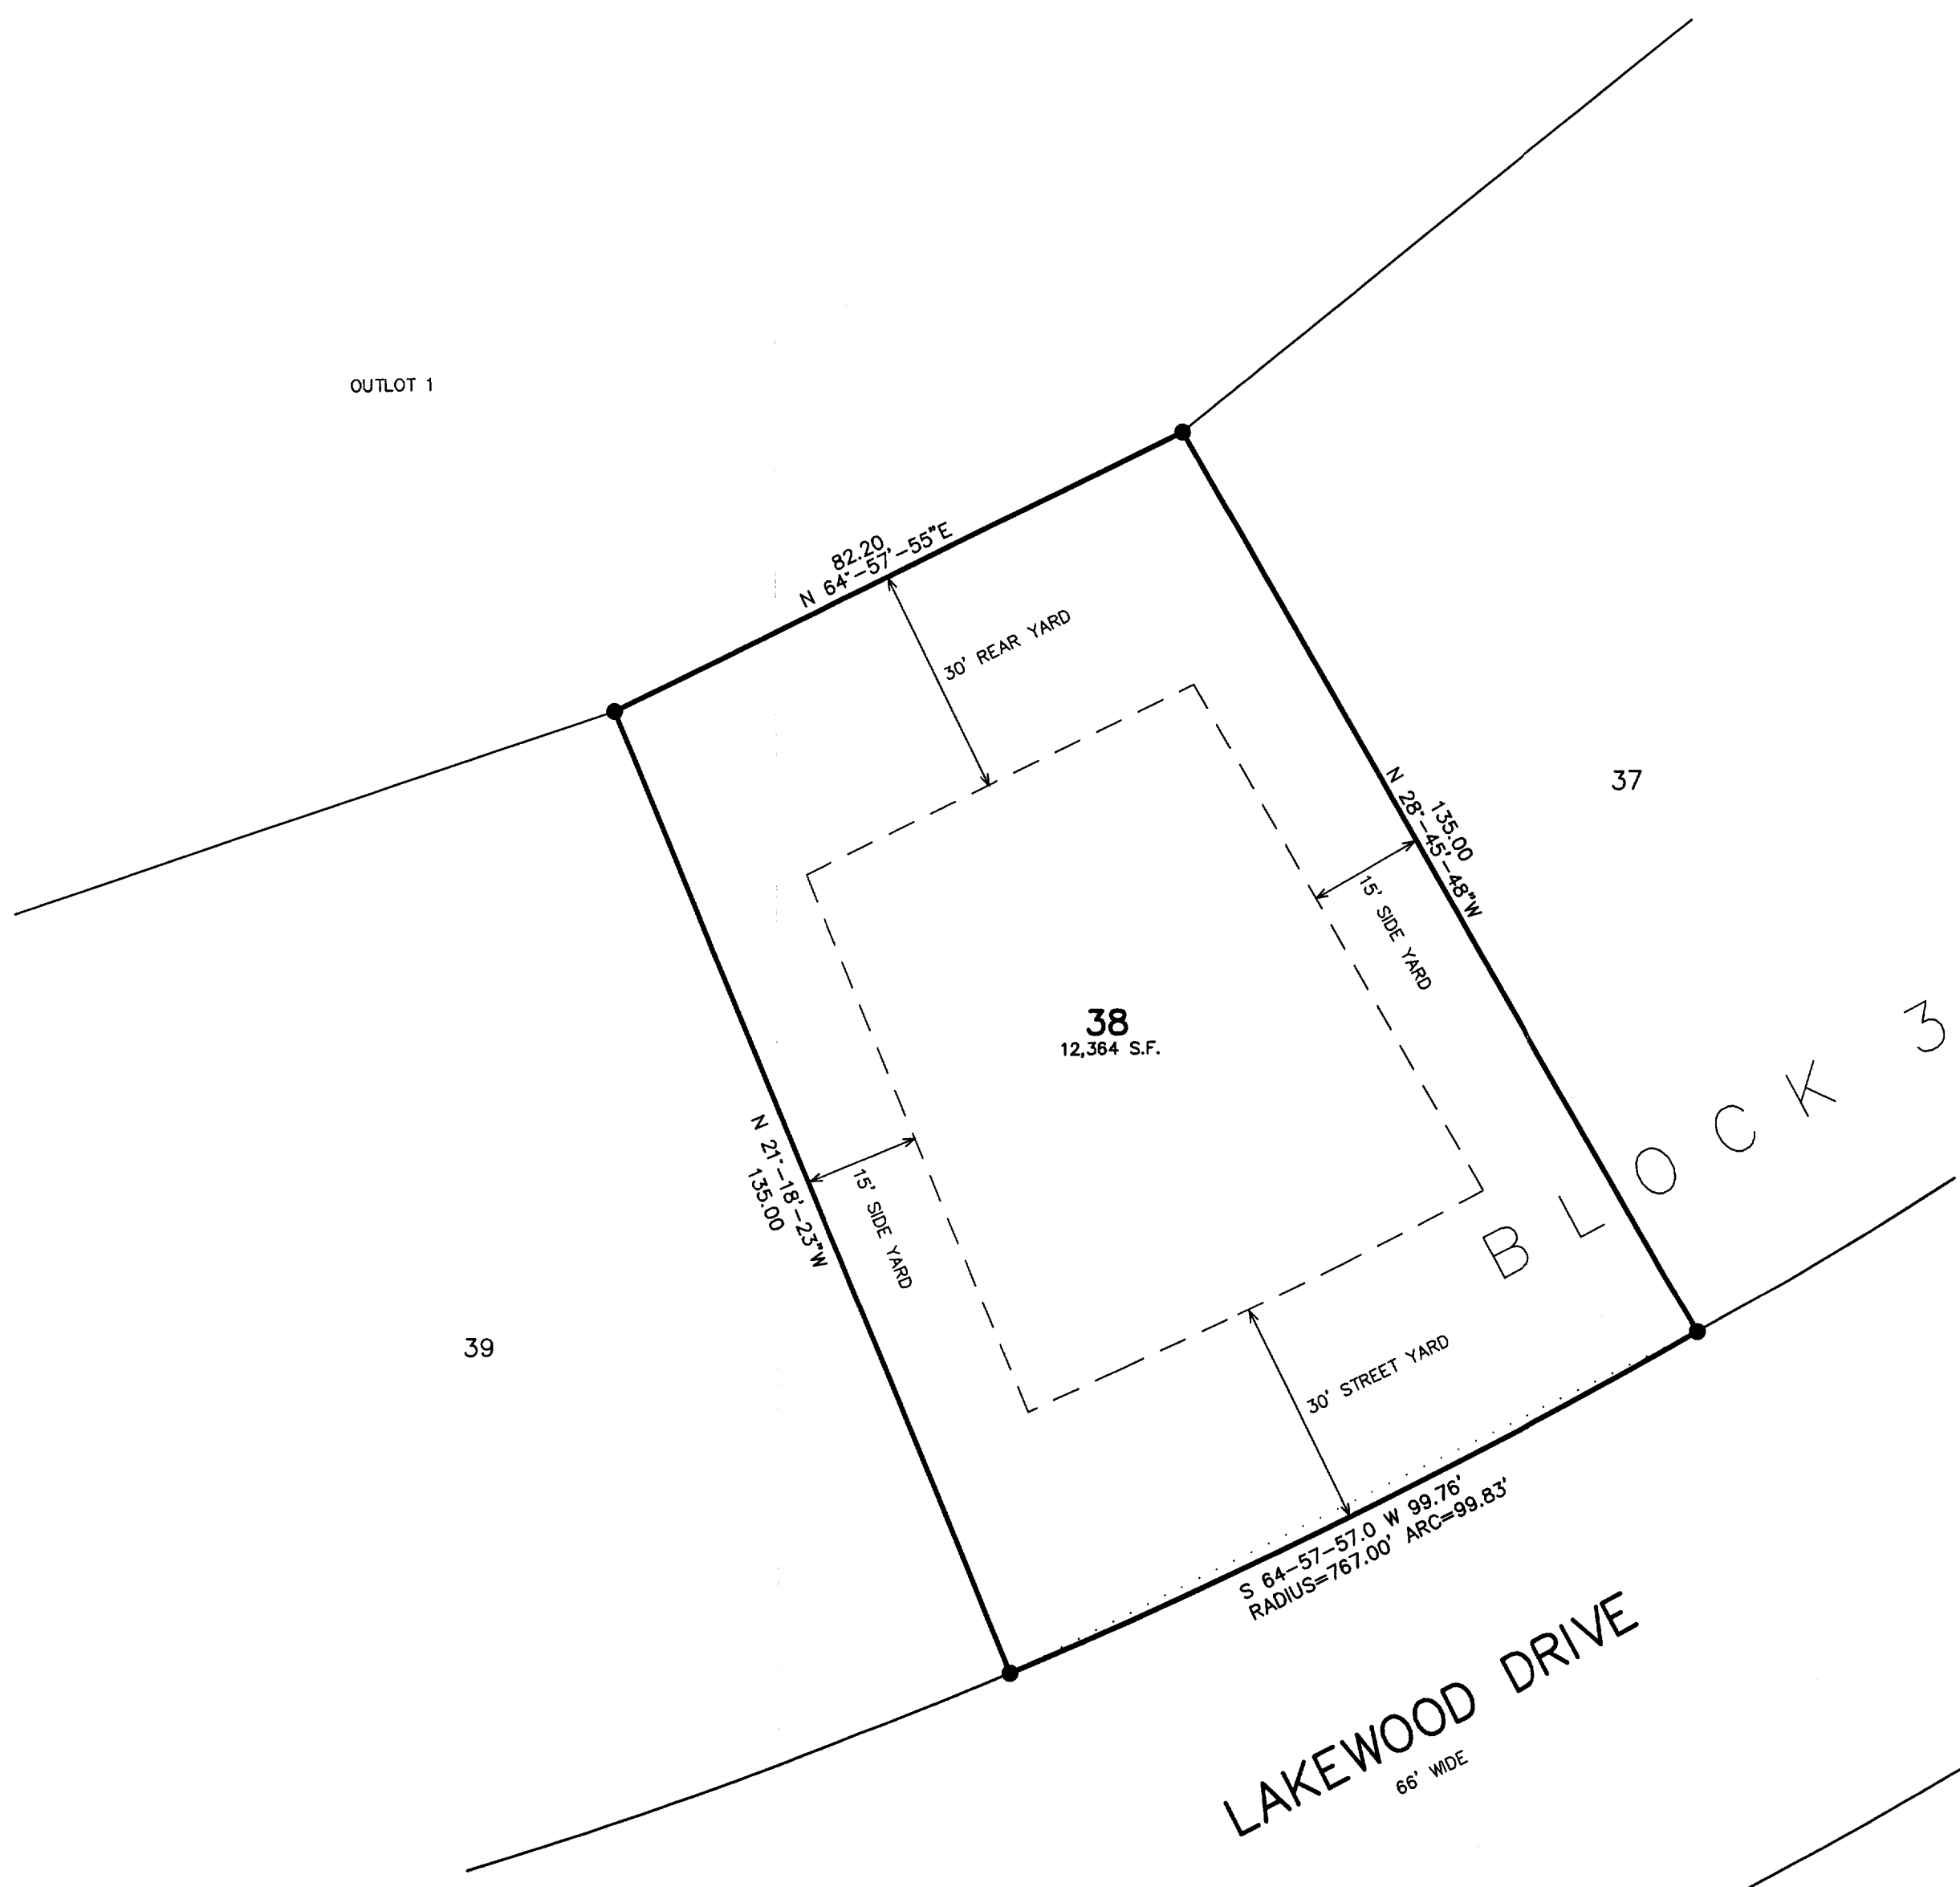 OUTLOT 1
82.20
N 64°-57'-55"E
30' REAR YARD
37
135.00
N 28°-45'-48"W
15' SIDE YARD
38
12,364 S.F.
BLOCK 3
N 21°-18'-23"W
135.00
15' SIDE YARD
39
30' STREET YARD
S 64-57-57.0 W 99.76'
RADIUS=767.00' ARC=99.83'
LAKEWOOD DRIVE
66' WIDE